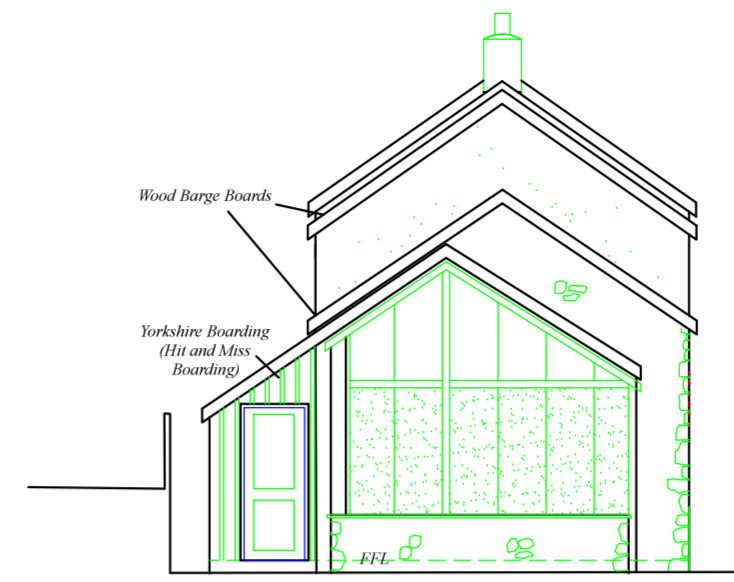 Wood Barge Boards
Yorkshire Boarding
(Hit and Miss
Boarding)
FFL